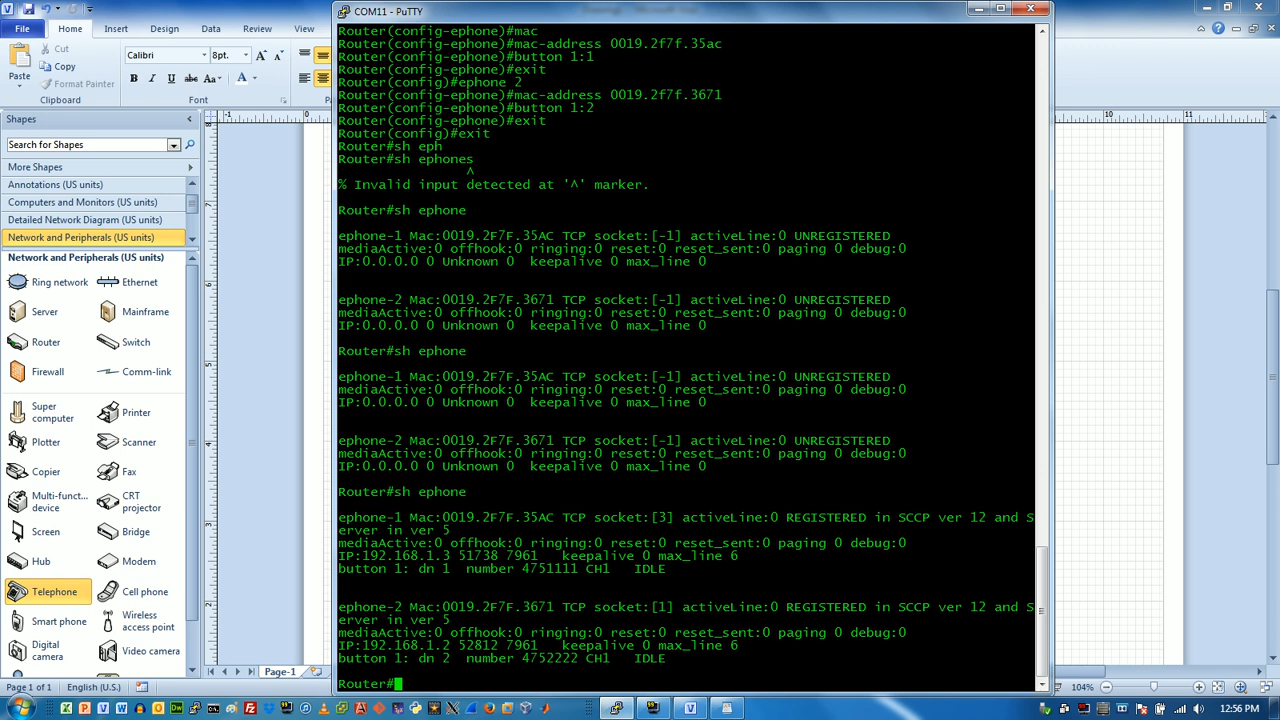 COM11 - PuTTY
File
Home
Insert
Design
Data
Process
Review
View
Cut
Copy
Paste
Format Painter
Clipboard
Calibri
8pt.
B I U abc Aa A
Font
Shapes
Search for Shapes
More Shapes
Annotations (US units)
Computers and Monitors (US units)
Detailed Network Diagram (US units)
Network and Peripherals (US units)
Network and Peripherals (US units)
Ring network
Ethernet
Server
Mainframe
Router
Switch
Firewall
Comm-link
Super computer
Printer
Plotter
Scanner
Copier
Fax
Multi-funct... device
CRT projector
Screen
Bridge
Hub
Modem
Telephone
Cell phone
Smart phone
Wireless access point
Digital camera
Video camera
-1
0
10
11
Router(config-ephone)#mac
Router(config-ephone)#mac-address 0019.2f7f.35ac
Router(config-ephone)#button 1:1
Router(config-ephone)#exit
Router(config)#ephone 2
Router(config-ephone)#mac-address 0019.2f7f.3671
Router(config-ephone)#button 1:2
Router(config-ephone)#exit
Router(config)#exit
Router#sh eph
Router#sh ephones
^
% Invalid input detected at '^' marker.
Router#sh ephone
ephone-1 Mac:0019.2F7F.35AC TCP socket:[-1] activeLine:0 UNREGISTERED
mediaActive:0 offhook:0 ringing:0 reset:0 reset_sent:0 paging 0 debug:0
IP:0.0.0.0 0 Unknown 0  keepalive 0 max_line 0
ephone-2 Mac:0019.2F7F.3671 TCP socket:[-1] activeLine:0 UNREGISTERED
mediaActive:0 offhook:0 ringing:0 reset:0 reset_sent:0 paging 0 debug:0
IP:0.0.0.0 0 Unknown 0  keepalive 0 max_line 0
Router#sh ephone
ephone-1 Mac:0019.2F7F.35AC TCP socket:[-1] activeLine:0 UNREGISTERED
mediaActive:0 offhook:0 ringing:0 reset:0 reset_sent:0 paging 0 debug:0
IP:0.0.0.0 0 Unknown 0  keepalive 0 max_line 0
ephone-2 Mac:0019.2F7F.3671 TCP socket:[-1] activeLine:0 UNREGISTERED
mediaActive:0 offhook:0 ringing:0 reset:0 reset_sent:0 paging 0 debug:0
IP:0.0.0.0 0 Unknown 0  keepalive 0 max_line 0
Router#sh ephone
ephone-1 Mac:0019.2F7F.35AC TCP socket:[3] activeLine:0 REGISTERED in SCCP ver 12 and S
erver in ver 5
mediaActive:0 offhook:0 ringing:0 reset:0 reset_sent:0 paging 0 debug:0
IP:192.168.1.3 51738 7961   keepalive 0 max_line 6
button 1: dn 1  number 4751111 CH1   IDLE
ephone-2 Mac:0019.2F7F.3671 TCP socket:[1] activeLine:0 REGISTERED in SCCP ver 12 and S
erver in ver 5
mediaActive:0 offhook:0 ringing:0 reset:0 reset_sent:0 paging 0 debug:0
IP:192.168.1.2 52812 7961   keepalive 0 max_line 6
button 1: dn 2  number 4752222 CH1   IDLE
Router#
Page-1
Page 1 of 1
English (U.S.)
104%
12:56 PM